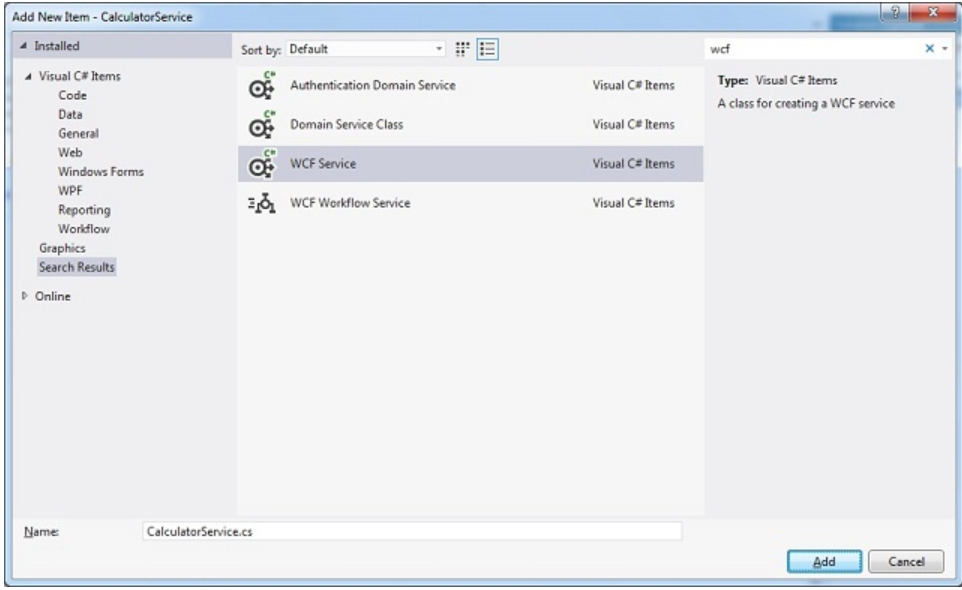 Add New Item - CalculatorService
Installed
Visual C# Items
Code
Data
General
Web
Windows Forms
WPF
Reporting
Workflow
Graphics
Search Results
Online
Sort by: Default
C# Authentication Domain Service Visual C# Items
C# Domain Service Class Visual C# Items
C# WCF Service Visual C# Items
WCF Workflow Service Visual C# Items
wcf
Type: Visual C# Items
A class for creating a WCF service
Name: CalculatorService.cs
Add Cancel